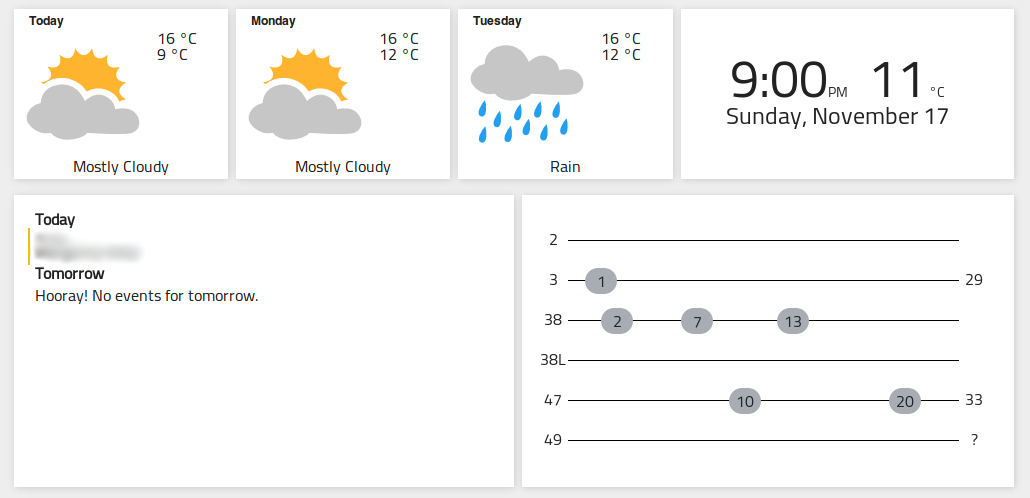 Today
16 °C
9 °C
Mostly Cloudy
Monday
16 °C
12 °C
Mostly Cloudy
Tuesday
16 °C
12 °C
Rain
9:00PM 11°C
Sunday, November 17
Today
Tomorrow
Hooray! No events for tomorrow.
2
3 1 29
38 2 7 13
38L
47 10 20 33
49 ?